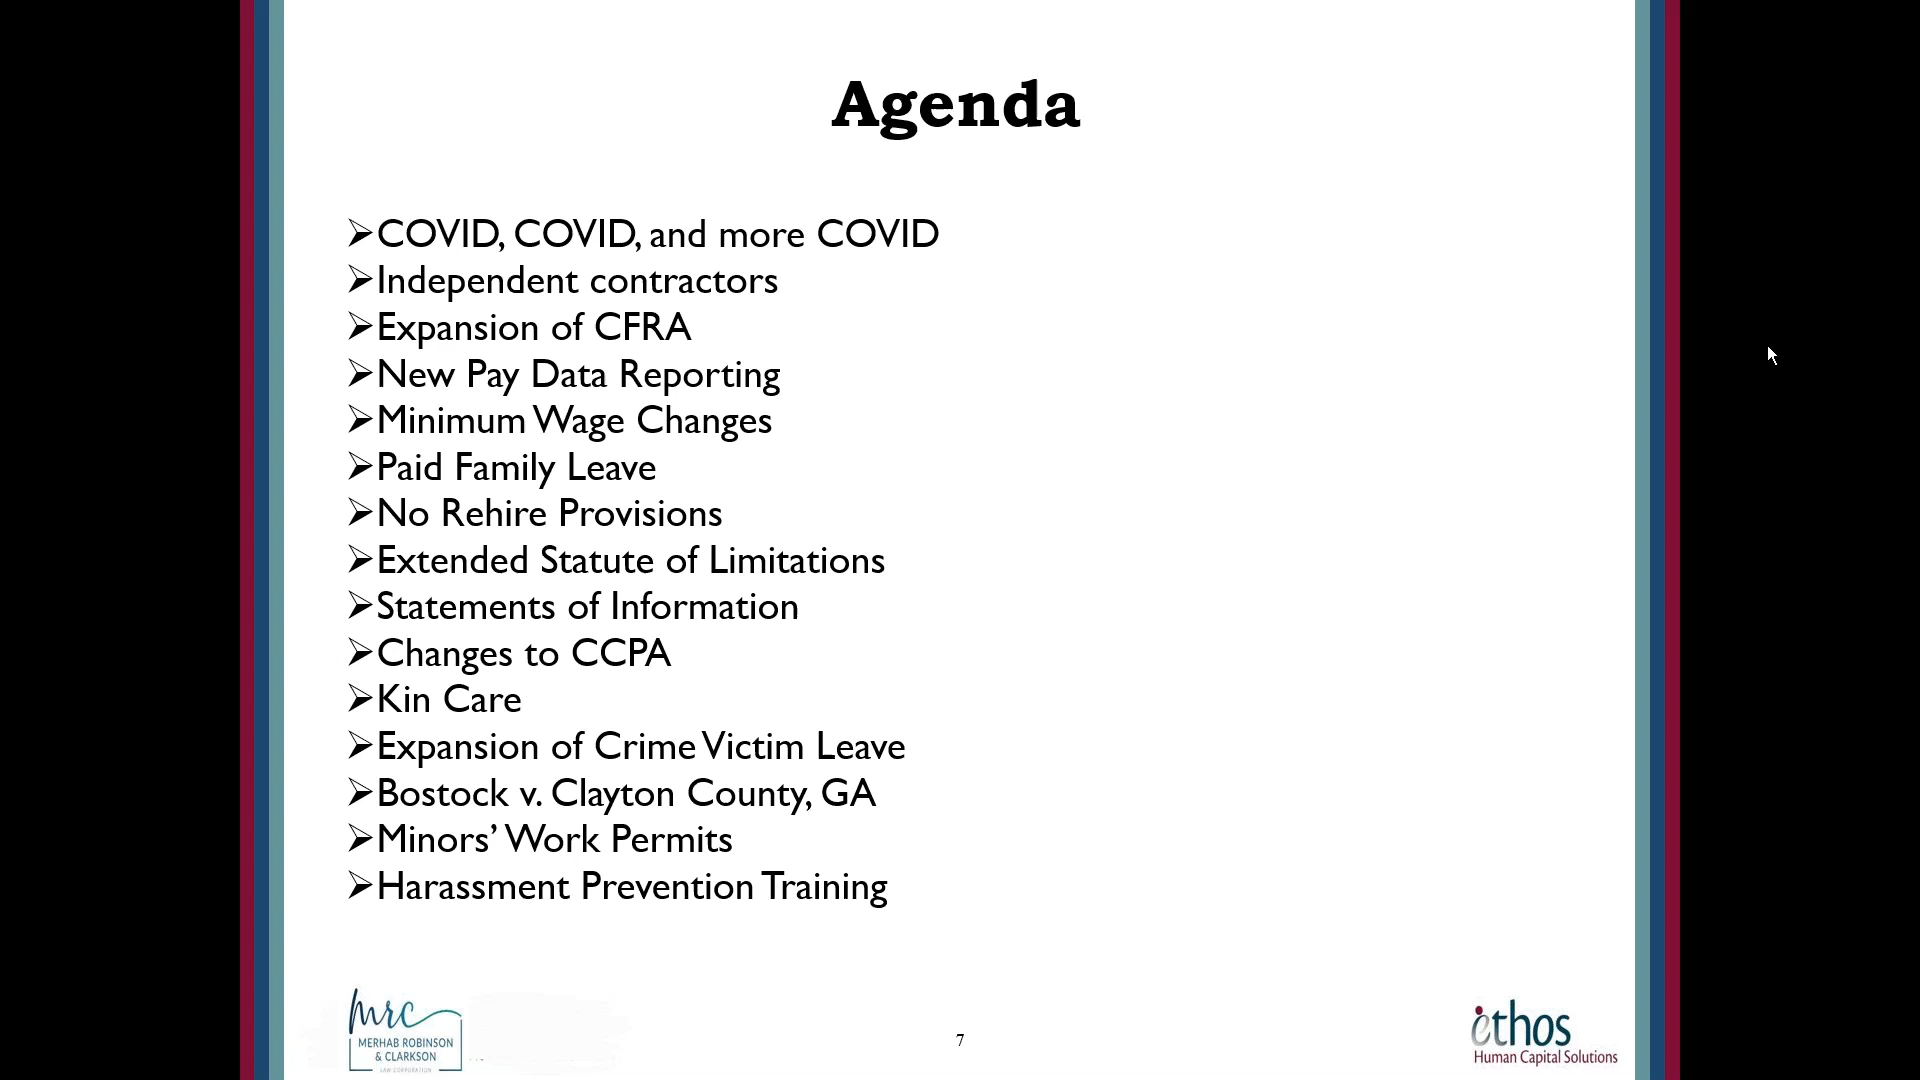 Agenda
➢COVID, COVID, and more COVID
➢Independent contractors
➢Expansion of CFRA
➢New Pay Data Reporting
➢Minimum Wage Changes
➢Paid Family Leave
➢No Rehire Provisions
➢Extended Statute of Limitations
➢Statements of Information
➢Changes to CCPA
➢Kin Care
➢Expansion of Crime Victim Leave
➢Bostock v. Clayton County, GA
➢Minors’ Work Permits
➢Harassment Prevention Training
mrc
MERHAB ROBINSON
& CLARKSON
LAW CORPORATION
7
ethos
Human Capital Solutions